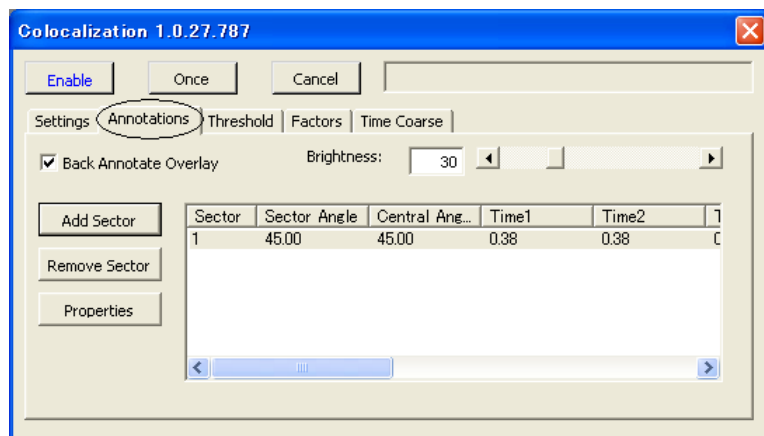 Colocalization 1.0.27.787
Enable Once Cancel
Settings Annotations Threshold Factors Time Coarse
Back Annotate Overlay Brightness: 30
Add Sector
Remove Sector
Properties
Sector Sector Angle Central Ang... Time1 Time2
1 45.00 45.00 0.38 0.38